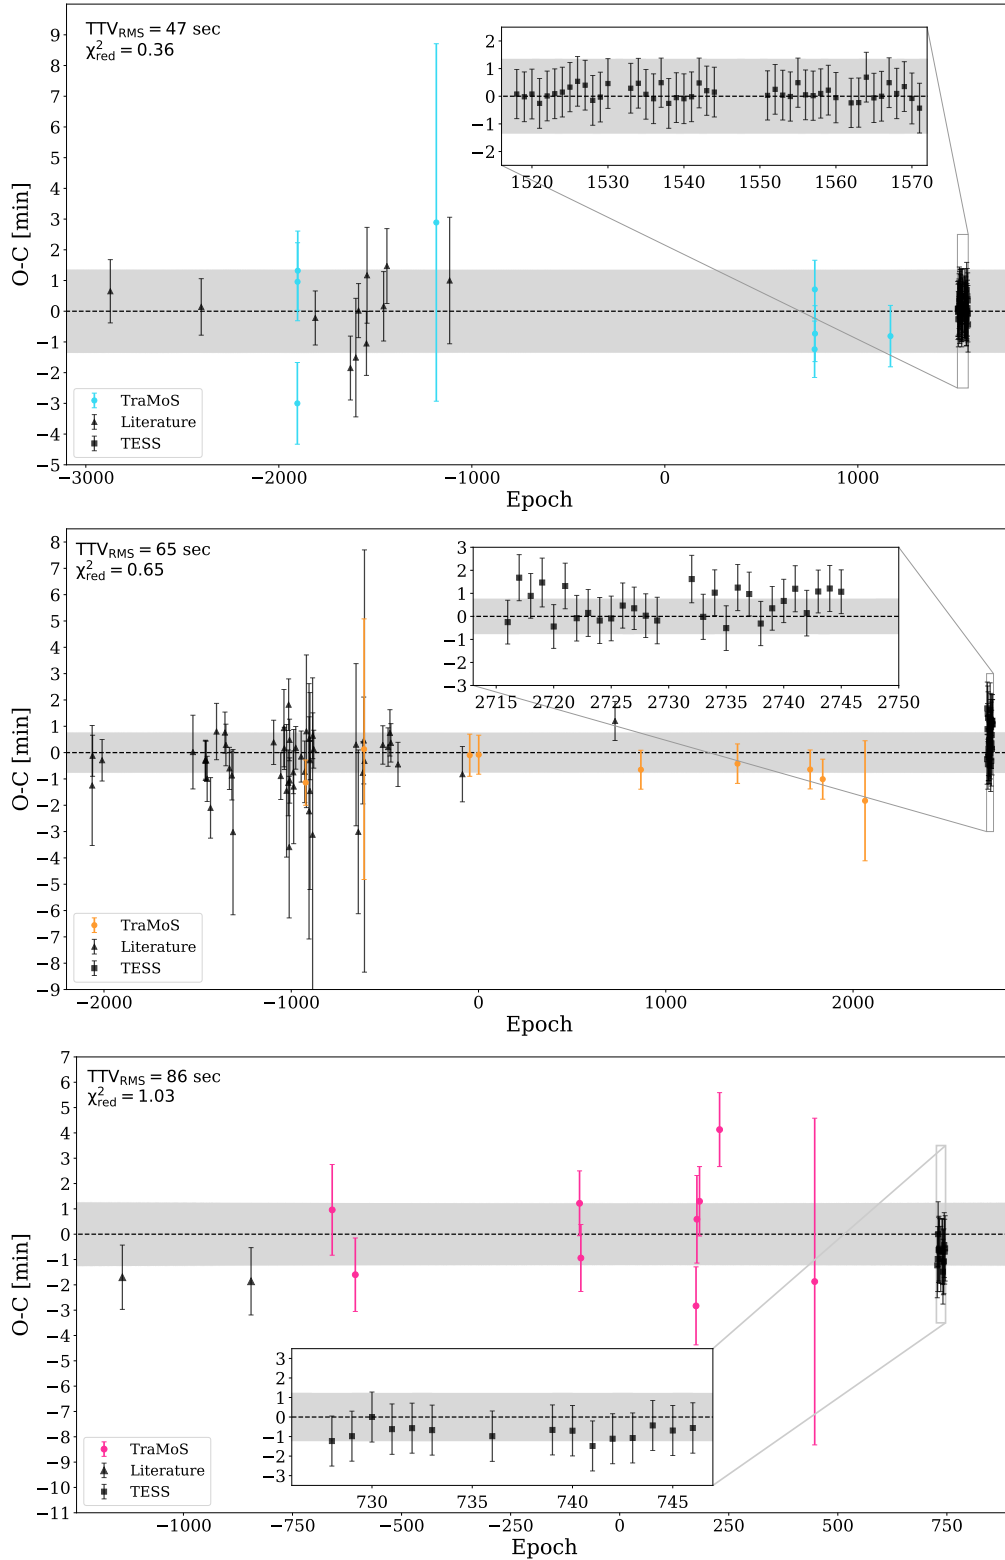 TTV_RMS = 47 sec
χ²_red = 0.36
O-C [min]
9
8
7
6
5
4
3
2
1
0
−1
−2
−3
−4
−5
2
1
0
−1
−2
1520 1530 1540 1550 1560 1570
TraMoS
Literature
TESS
−3000 −2000 −1000 0 1000
Epoch
TTV_RMS = 65 sec
χ²_red = 0.65
O-C [min]
8
7
6
5
4
3
2
1
0
−1
−2
−3
−4
−5
−6
−7
−8
−9
3
2
1
0
−1
−2
−3
2715 2720 2725 2730 2735 2740 2745 2750
TraMoS
Literature
TESS
−2000 −1000 0 1000 2000
Epoch
TTV_RMS = 86 sec
χ²_red = 1.03
O-C [min]
7
6
5
4
3
2
1
0
−1
−2
−3
−4
−5
−6
−7
−8
−9
−10
−11
3
2
1
0
−1
−2
−3
730 735 740 745
TraMoS
Literature
TESS
−1000 −750 −500 −250 0 250 500 750
Epoch